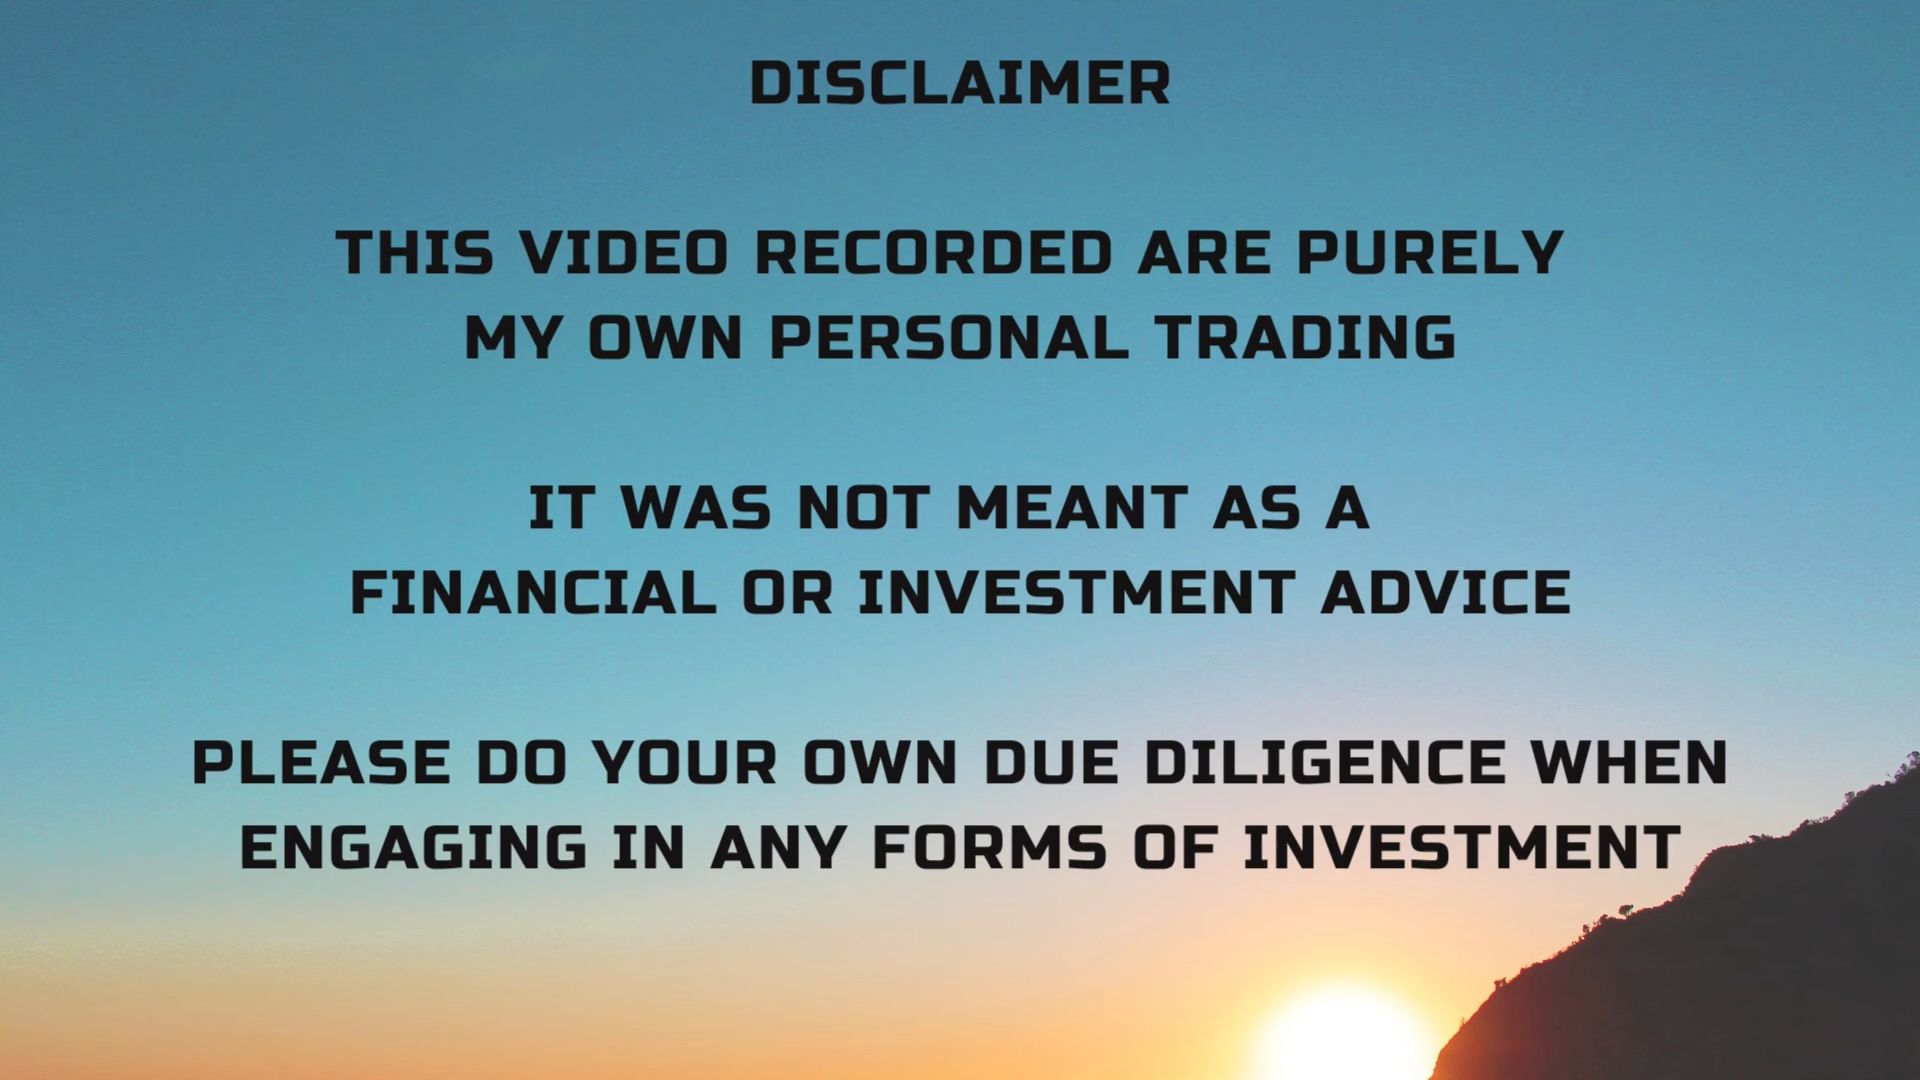 DISCLAIMER
THIS VIDEO RECORDED ARE PURELY
MY OWN PERSONAL TRADING
IT WAS NOT MEANT AS A
FINANCIAL OR INVESTMENT ADVICE
PLEASE DO YOUR OWN DUE DILIGENCE WHEN
ENGAGING IN ANY FORMS OF INVESTMENT